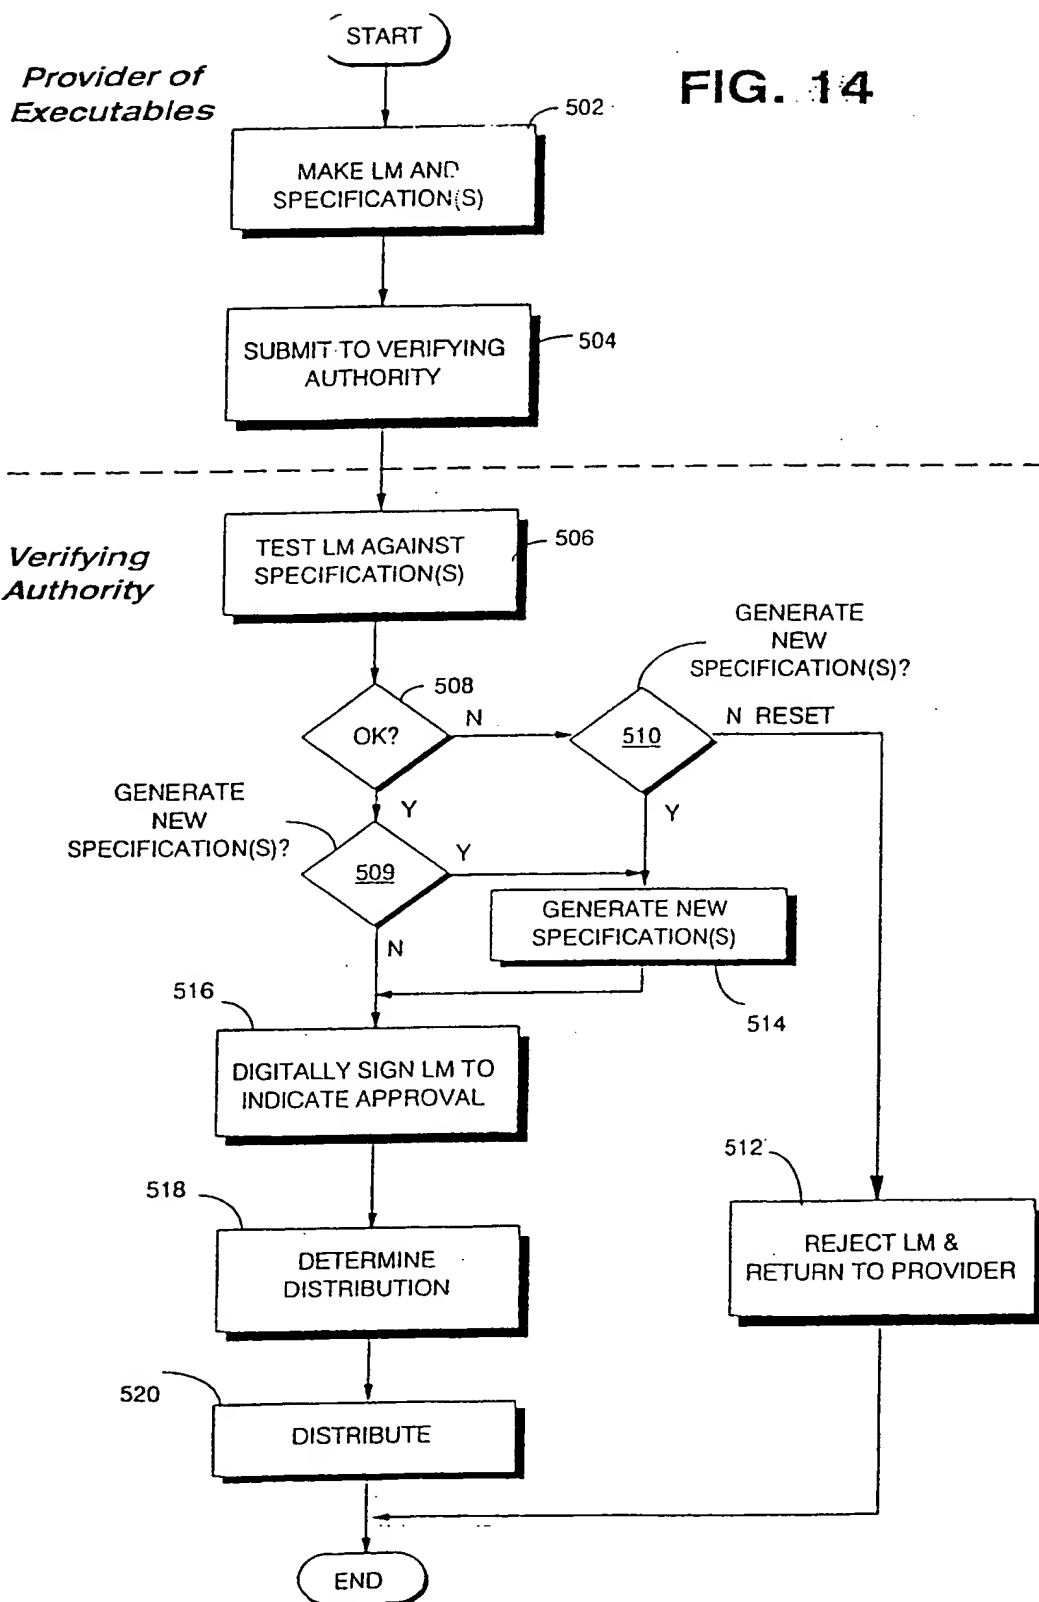 START
Provider of
Executables
FIG. 14
502
MAKE LM AND
SPECIFICATION(S)
SUBMIT TO VERIFYING
AUTHORITY
504
Verifying
Authority
TEST LM AGAINST
SPECIFICATION(S)
506
GENERATE
NEW
SPECIFICATION(S)?
508
OK?
N
510
N RESET
GENERATE
NEW
SPECIFICATION(S)?
Y
Y
509
Y
GENERATE NEW
SPECIFICATION(S)
N
514
516
DIGITALLY SIGN LM TO
INDICATE APPROVAL
512
518
DETERMINE
DISTRIBUTION
REJECT LM &
RETURN TO PROVIDER
520
DISTRIBUTE
END